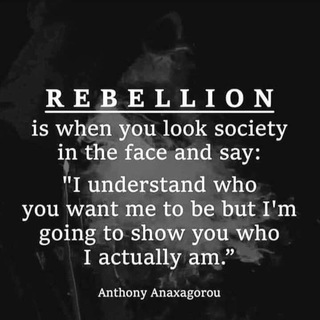 REBELLION
is when you look society
in the face and say:
"I understand who
you want me to be but I'm
going to show you who
I actually am.”
Anthony Anaxagorou